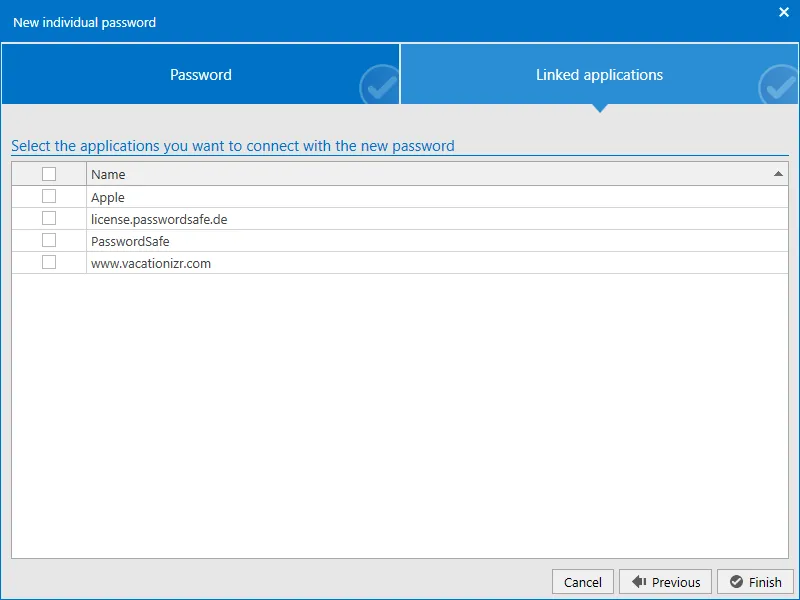 New individual password
Password
Linked applications
Select the applications you want to connect with the new password
Name
Apple
license.passwordsafe.de
PasswordSafe
www.vacationizr.com
Cancel
Previous
Finish